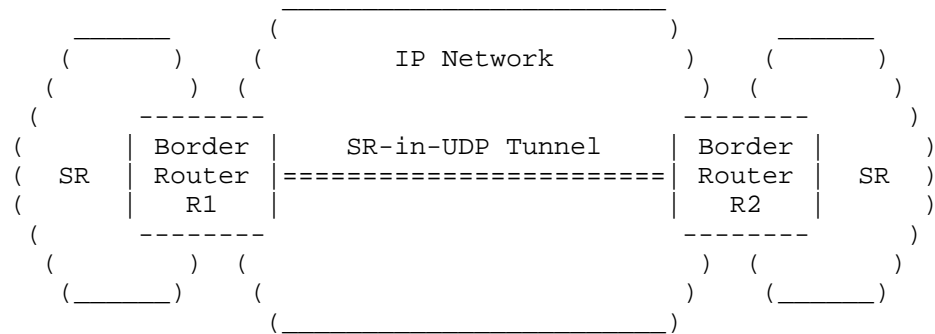 IP Network
Border SR-in-UDP Tunnel Border
SR Router Router SR
R1 R2